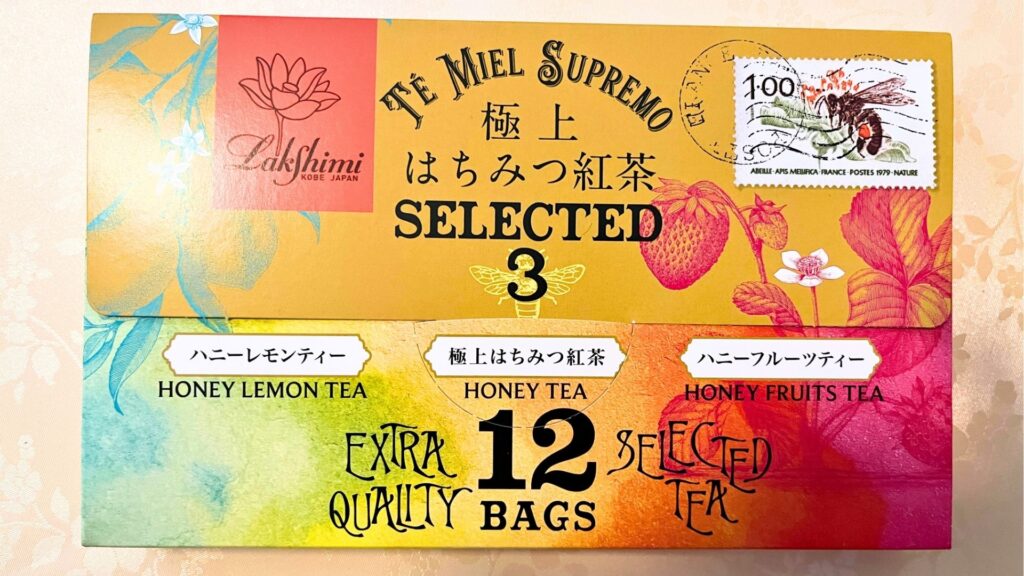 Lakshimi
KOBE JAPAN
TÉ MIEL SUPREMO
極上
はちみつ紅茶
SELECTED
3
1.00
ABEILLE·APIS MELLIFICA·FRANCE·POSTES 1979·NATURE
ハニーレモンティー
HONEY LEMON TEA
極上はちみつ紅茶
HONEY TEA
ハニーフルーツティー
HONEY FRUITS TEA
EXTRA
QUALITY
12
BAGS
SELECTED
TEA